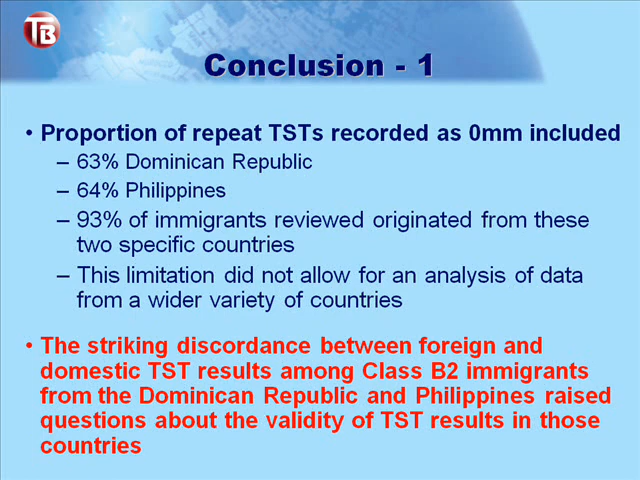 TB
Conclusion - 1
• Proportion of repeat TSTs recorded as 0mm included
– 63% Dominican Republic
– 64% Philippines
– 93% of immigrants reviewed originated from these
two specific countries
– This limitation did not allow for an analysis of data
from a wider variety of countries
• The striking discordance between foreign and
domestic TST results among Class B2 immigrants
from the Dominican Republic and Philippines raised
questions about the validity of TST results in those
countries